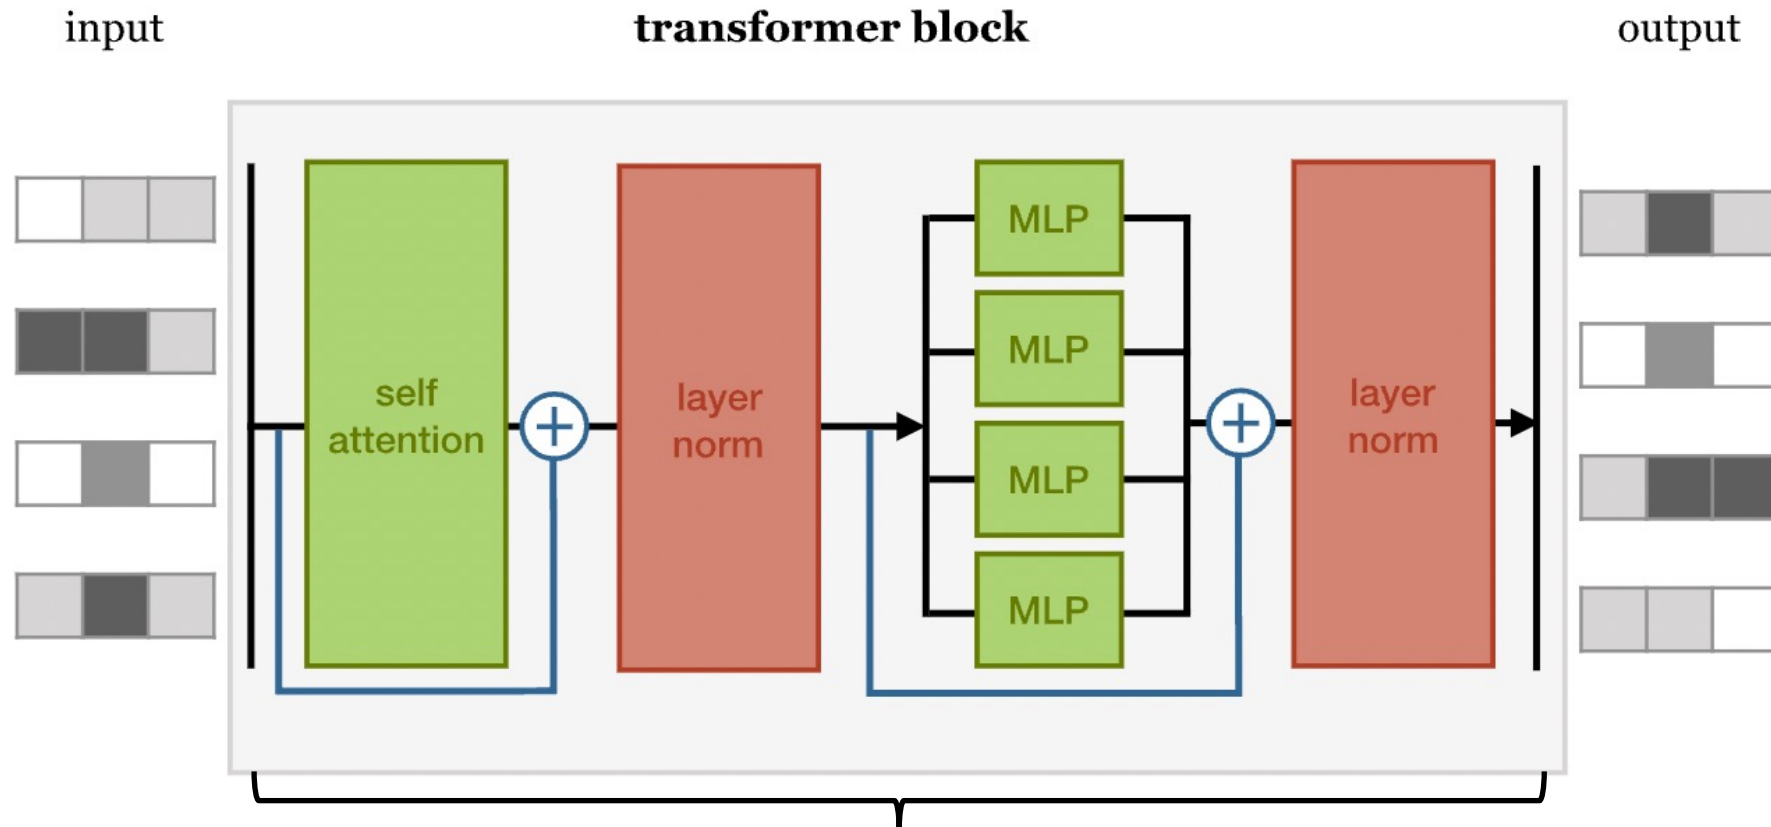 input
transformer block
output
self
attention
layer
norm
MLP
MLP
MLP
MLP
layer
norm